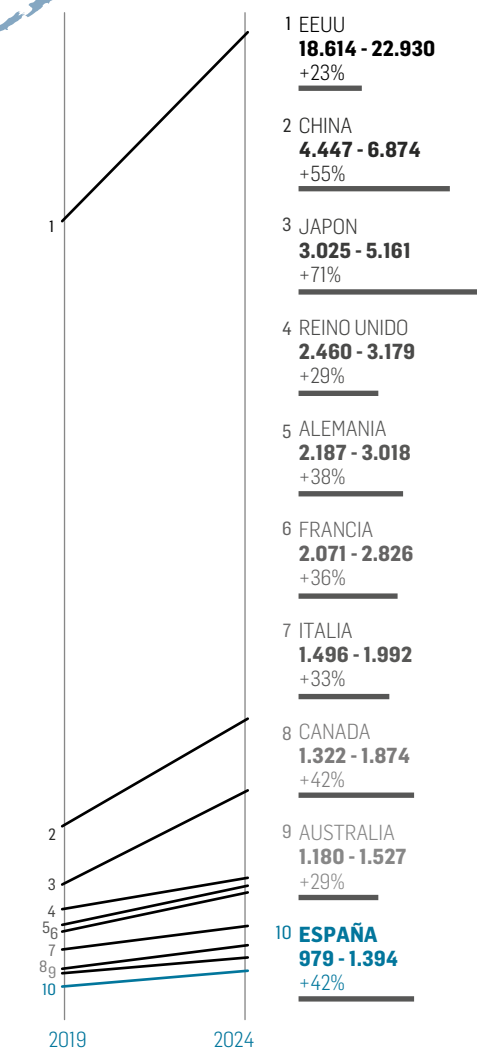 1 EEUU
18.614 - 22.930
+23%
2 CHINA
4.447 - 6.874
+55%
3 JAPON
3.025 - 5.161
+71%
4 REINO UNIDO
2.460 - 3.179
+29%
5 ALEMANIA
2.187 - 3.018
+38%
6 FRANCIA
2.071 - 2.826
+36%
7 ITALIA
1.496 - 1.992
+33%
8 CANADA
1.322 - 1.874
+42%
9 AUSTRALIA
1.180 - 1.527
+29%
10 ESPAÑA
979 - 1.394
+42%
1
2
3
4
5
6
7
8
9
10
2019 2024